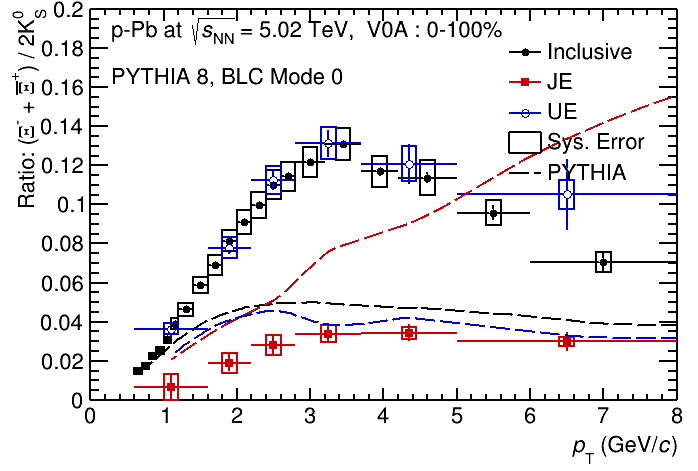 p-Pb at √s_NN = 5.02 TeV, V0A : 0-100%
PYTHIA 8, BLC Mode 0
Inclusive
JE
UE
Sys. Error
PYTHIA
Ratio: (Ξ⁻ + Ξ̅⁺) / 2K⁰_S
0.2
0.18
0.16
0.14
0.12
0.1
0.08
0.06
0.04
0.02
0
0 1 2 3 4 5 6 7 8
p_T (GeV/c)